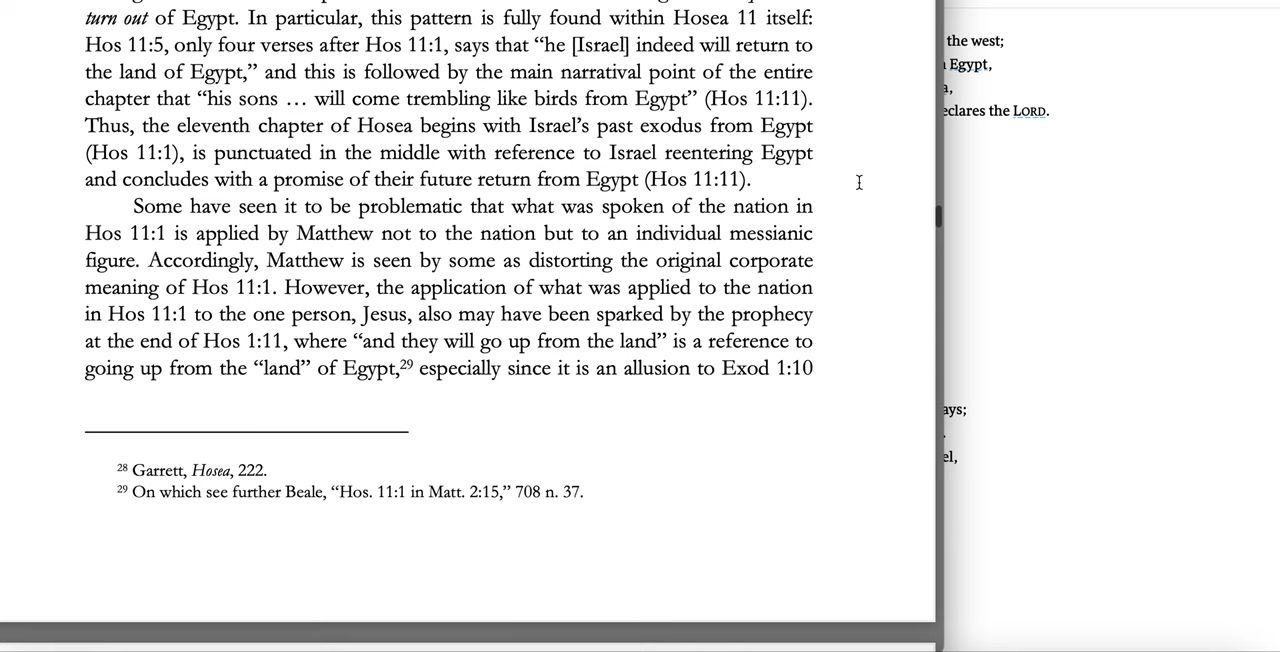 turn out of Egypt. In particular, this pattern is fully found within Hosea 11 itself:
Hos 11:5, only four verses after Hos 11:1, says that “he [Israel] indeed will return to
the land of Egypt,” and this is followed by the main narratival point of the entire
chapter that “his sons … will come trembling like birds from Egypt” (Hos 11:11).
Thus, the eleventh chapter of Hosea begins with Israel’s past exodus from Egypt
(Hos 11:1), is punctuated in the middle with reference to Israel reentering Egypt
and concludes with a promise of their future return from Egypt (Hos 11:11).
Some have seen it to be problematic that what was spoken of the nation in
Hos 11:1 is applied by Matthew not to the nation but to an individual messianic
figure. Accordingly, Matthew is seen by some as distorting the original corporate
meaning of Hos 11:1. However, the application of what was applied to the nation
in Hos 11:1 to the one person, Jesus, also may have been sparked by the prophecy
at the end of Hos 1:11, where “and they will go up from the land” is a reference to
going up from the “land” of Egypt,²⁹ especially since it is an allusion to Exod 1:10
²⁸ Garrett, Hosea, 222.
²⁹ On which see further Beale, “Hos. 11:1 in Matt. 2:15,” 708 n. 37.
the west;
Egypt,
a,
eclares the LORD.
ays;
.
el,